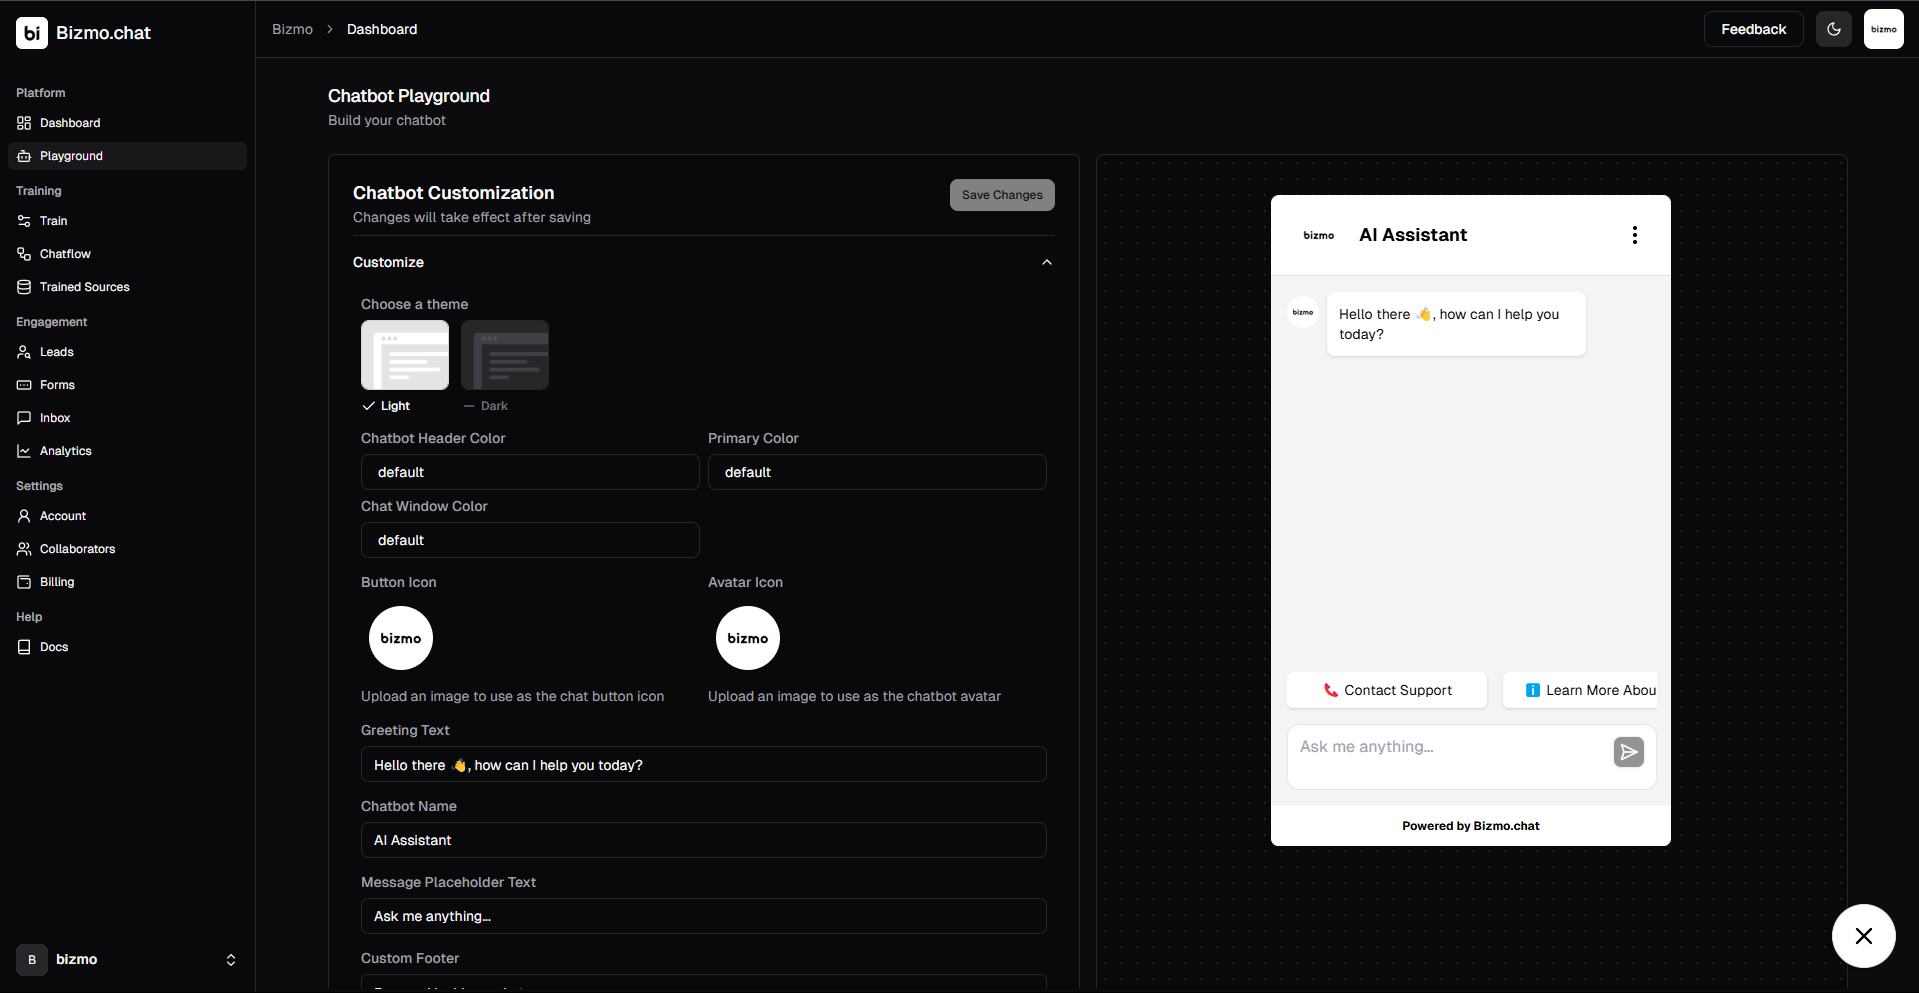 bi Bizmo.chat
Bizmo > Dashboard
Feedback
bizmo
Platform
Dashboard
Playground
Training
Train
Chatflow
Trained Sources
Engagement
Leads
Forms
Inbox
Analytics
Settings
Account
Collaborators
Billing
Help
Docs
B bizmo
Chatbot Playground
Build your chatbot
Chatbot Customization
Save Changes
Changes will take effect after saving
Customize
Choose a theme
Light
Dark
Chatbot Header Color
Primary Color
default
default
Chat Window Color
default
Button Icon
Avatar Icon
bizmo
bizmo
Upload an image to use as the chat button icon
Upload an image to use as the chatbot avatar
Greeting Text
Hello there 👋, how can I help you today?
Chatbot Name
AI Assistant
Message Placeholder Text
Ask me anything...
Custom Footer
bizmo AI Assistant
bizmo
Hello there 👋, how can I help you
today?
📞 Contact Support
ℹ️ Learn More Abou
Ask me anything...
Powered by Bizmo.chat